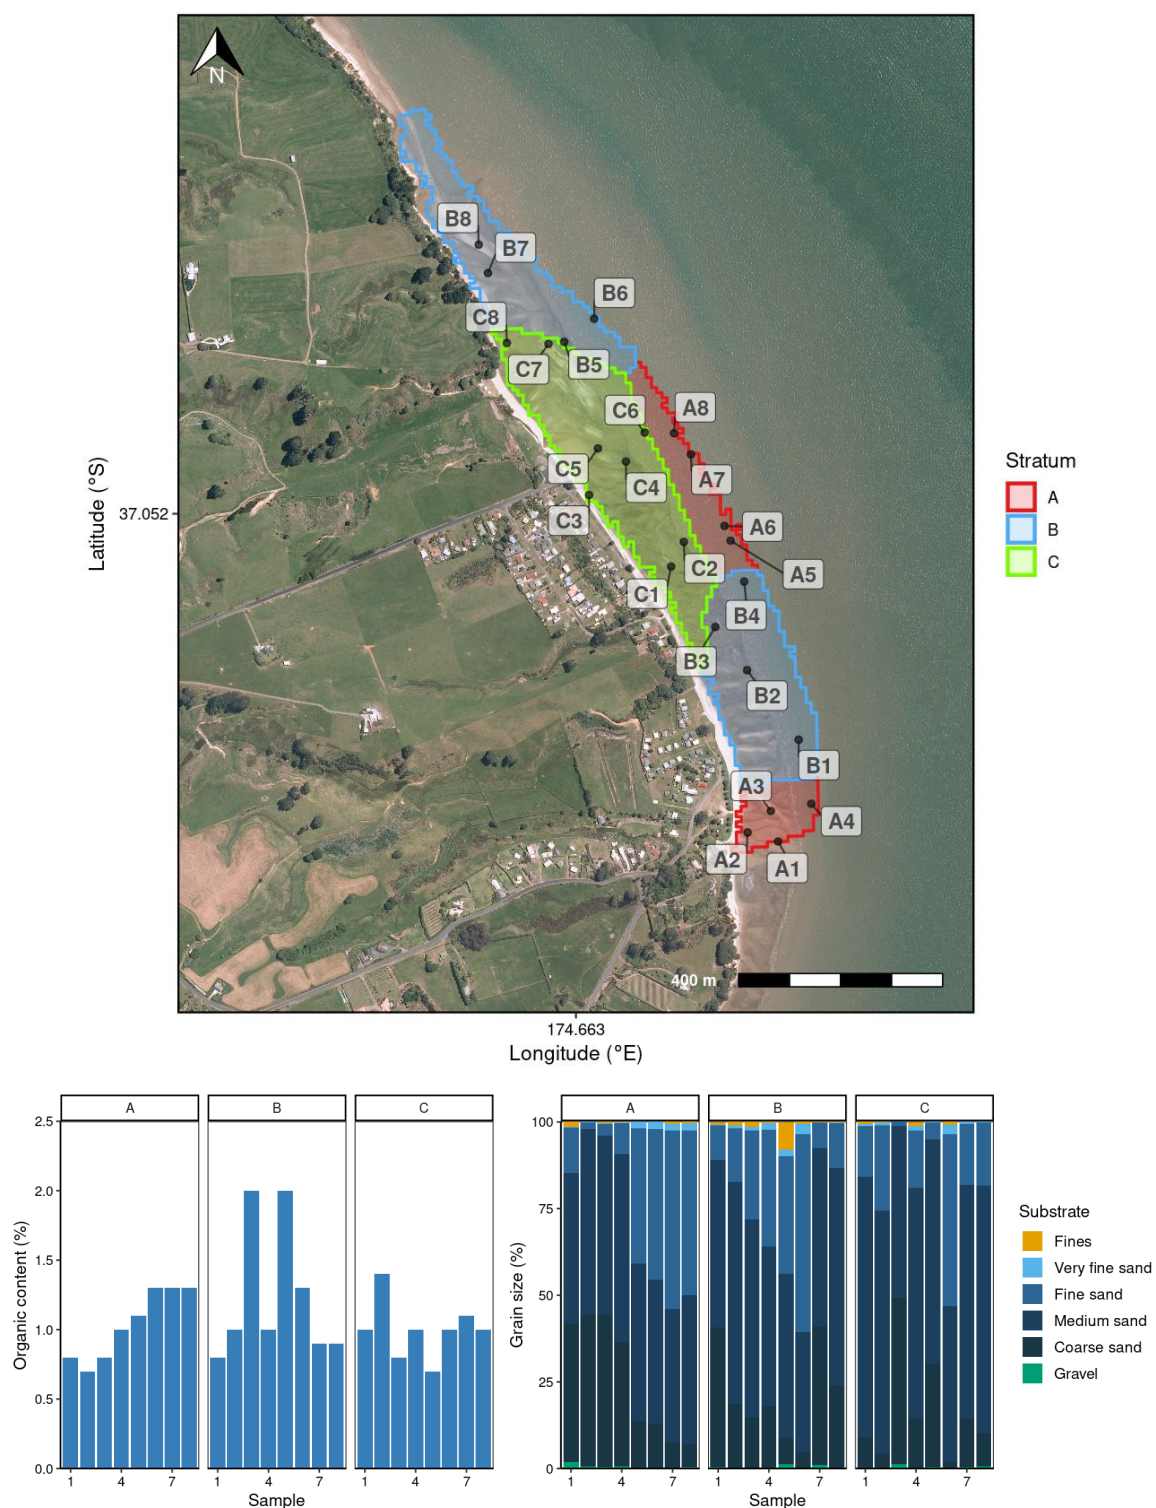 N
B8
B7
B6
C8
C7
B5
C6
A8
C5
C4
A7
C3
A6
C2
A5
C1
B4
B3
B2
B1
A3
A4
A2
A1
400 m
Latitude (°S)
37.052
174.663
Longitude (°E)
Stratum
A
B
C
A B C
2.5
2.0
1.5
1.0
0.5
0.0
Organic content (%)
1 4 7 1 4 7 1 4 7
Sample
A B C
100
75
50
25
0
Grain size (%)
1 4 7 1 4 7 1 4 7
Sample
Substrate
Fines
Very fine sand
Fine sand
Medium sand
Coarse sand
Gravel